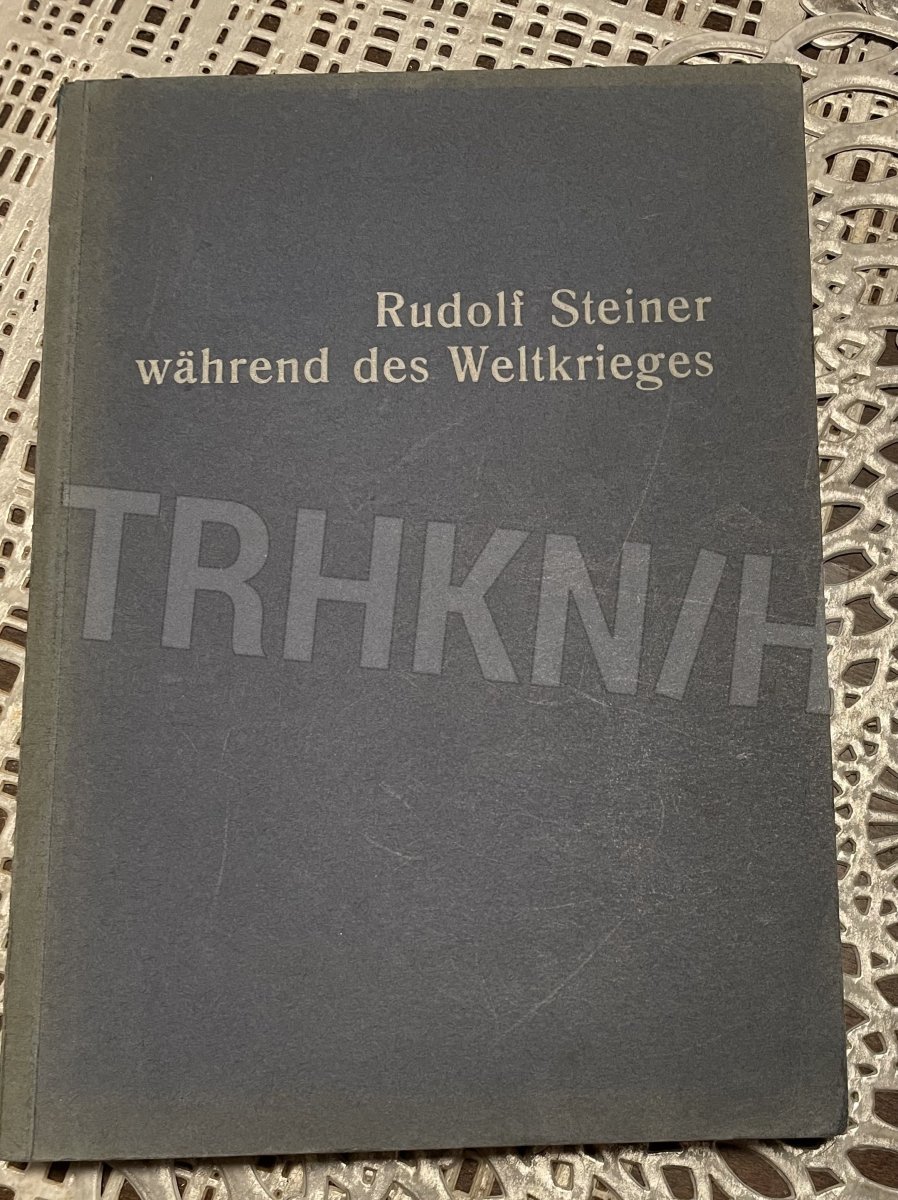 Rudolf Steiner
während des Weltkrieges
TRHKN/H